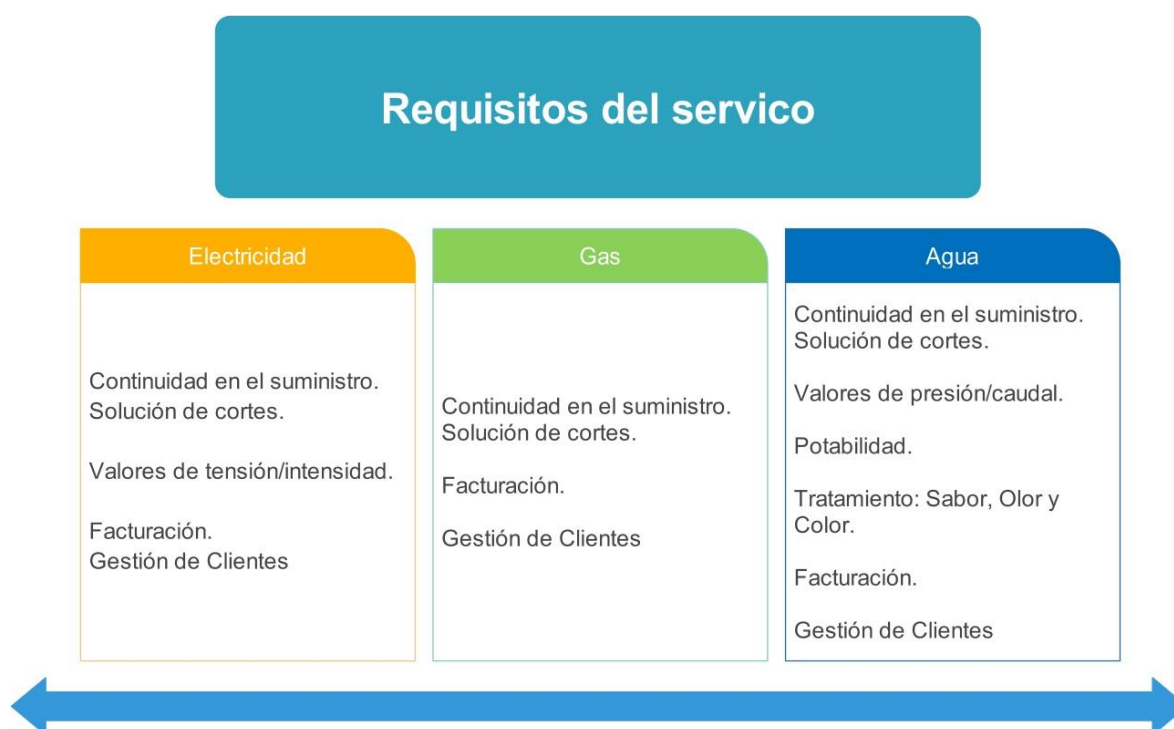 Requisitos del servico
Electricidad
Continuidad en el suministro.
Solución de cortes.
Valores de tensión/intensidad.
Facturación.
Gestión de Clientes
Gas
Continuidad en el suministro.
Solución de cortes.
Facturación.
Gestión de Clientes
Agua
Continuidad en el suministro.
Solución de cortes.
Valores de presión/caudal.
Potabilidad.
Tratamiento: Sabor, Olor y
Color.
Facturación.
Gestión de Clientes